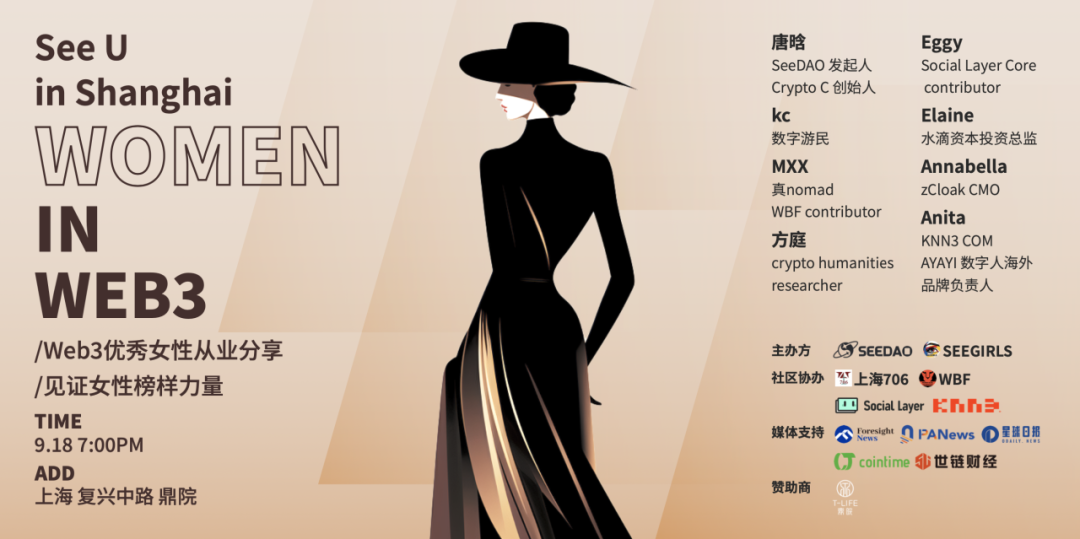 See U
in Shanghai
WOMEN
IN
WEB3
/Web3优秀女性从业分享
/见证女性榜样力量
TIME
9.18 7:00PM
ADD
上海 复兴中路 鼎院
唐晗
SeeDAO 发起人
Crypto C 创始人
kc
数字游民
MXX
真nomad
WBF contributor
方庭
crypto humanities
researcher
Eggy
Social Layer Core
contributor
Elaine
水滴资本投资总监
Annabella
zCloak CMO
Anita
KNN3 COM
AYAYI 数字人海外
品牌负责人
主办方 SEEDAO SEEGIRLS
社区协办 上海706 WBF
Social Layer KNN3
媒体支持 Foresight News PANews 星球日报 ODAILY NEWS
cointime 世链财经
赞助商
T-LIFE